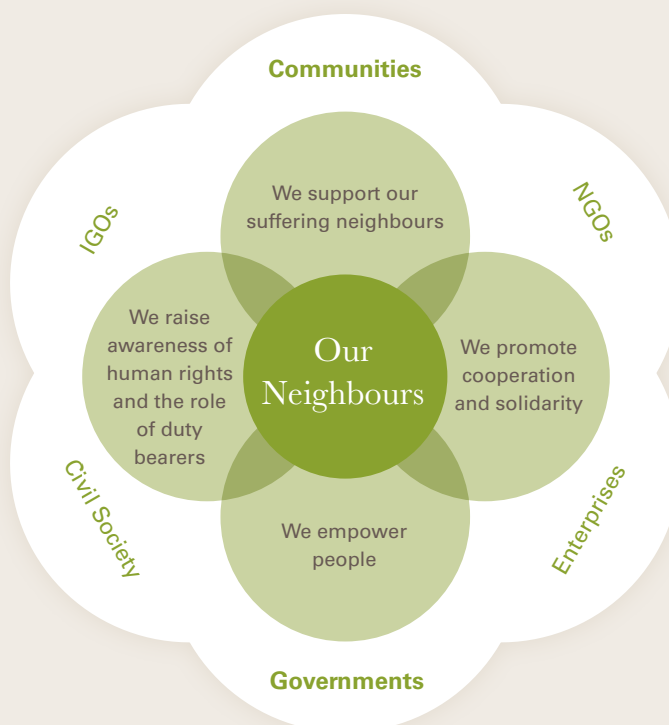 Communities
IGOs
NGOs
We support our
suffering neighbours
We raise
awareness of
human rights
and the role
of duty
bearers
Our
Neighbours
We promote
cooperation
and solidarity
We empower
people
Civil Society
Enterprises
Governments